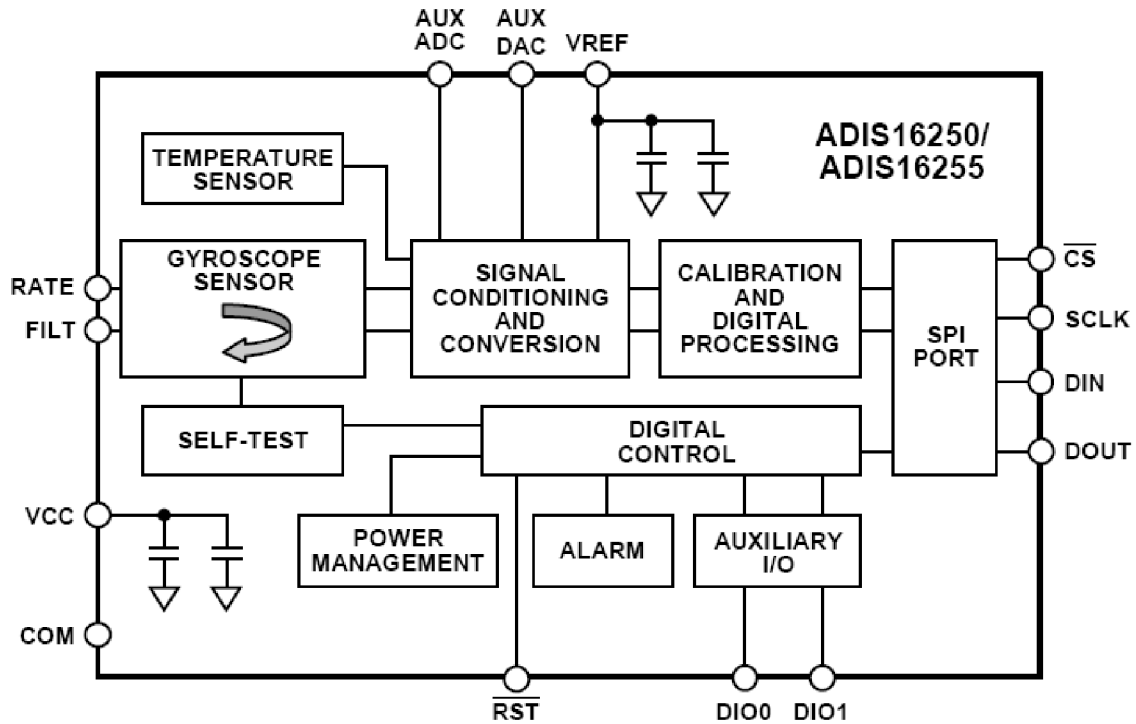 AUX
ADC
AUX
DAC
VREF
ADIS16250/
ADIS16255
TEMPERATURE
SENSOR
RATE
FILT
GYROSCOPE
SENSOR
SIGNAL
CONDITIONING
AND
CONVERSION
CALIBRATION
AND
DIGITAL
PROCESSING
SPI
PORT
CS
SCLK
DIN
DOUT
SELF-TEST
DIGITAL
CONTROL
VCC
POWER
MANAGEMENT
ALARM
AUXILIARY
I/O
COM
RST
DIO0
DIO1